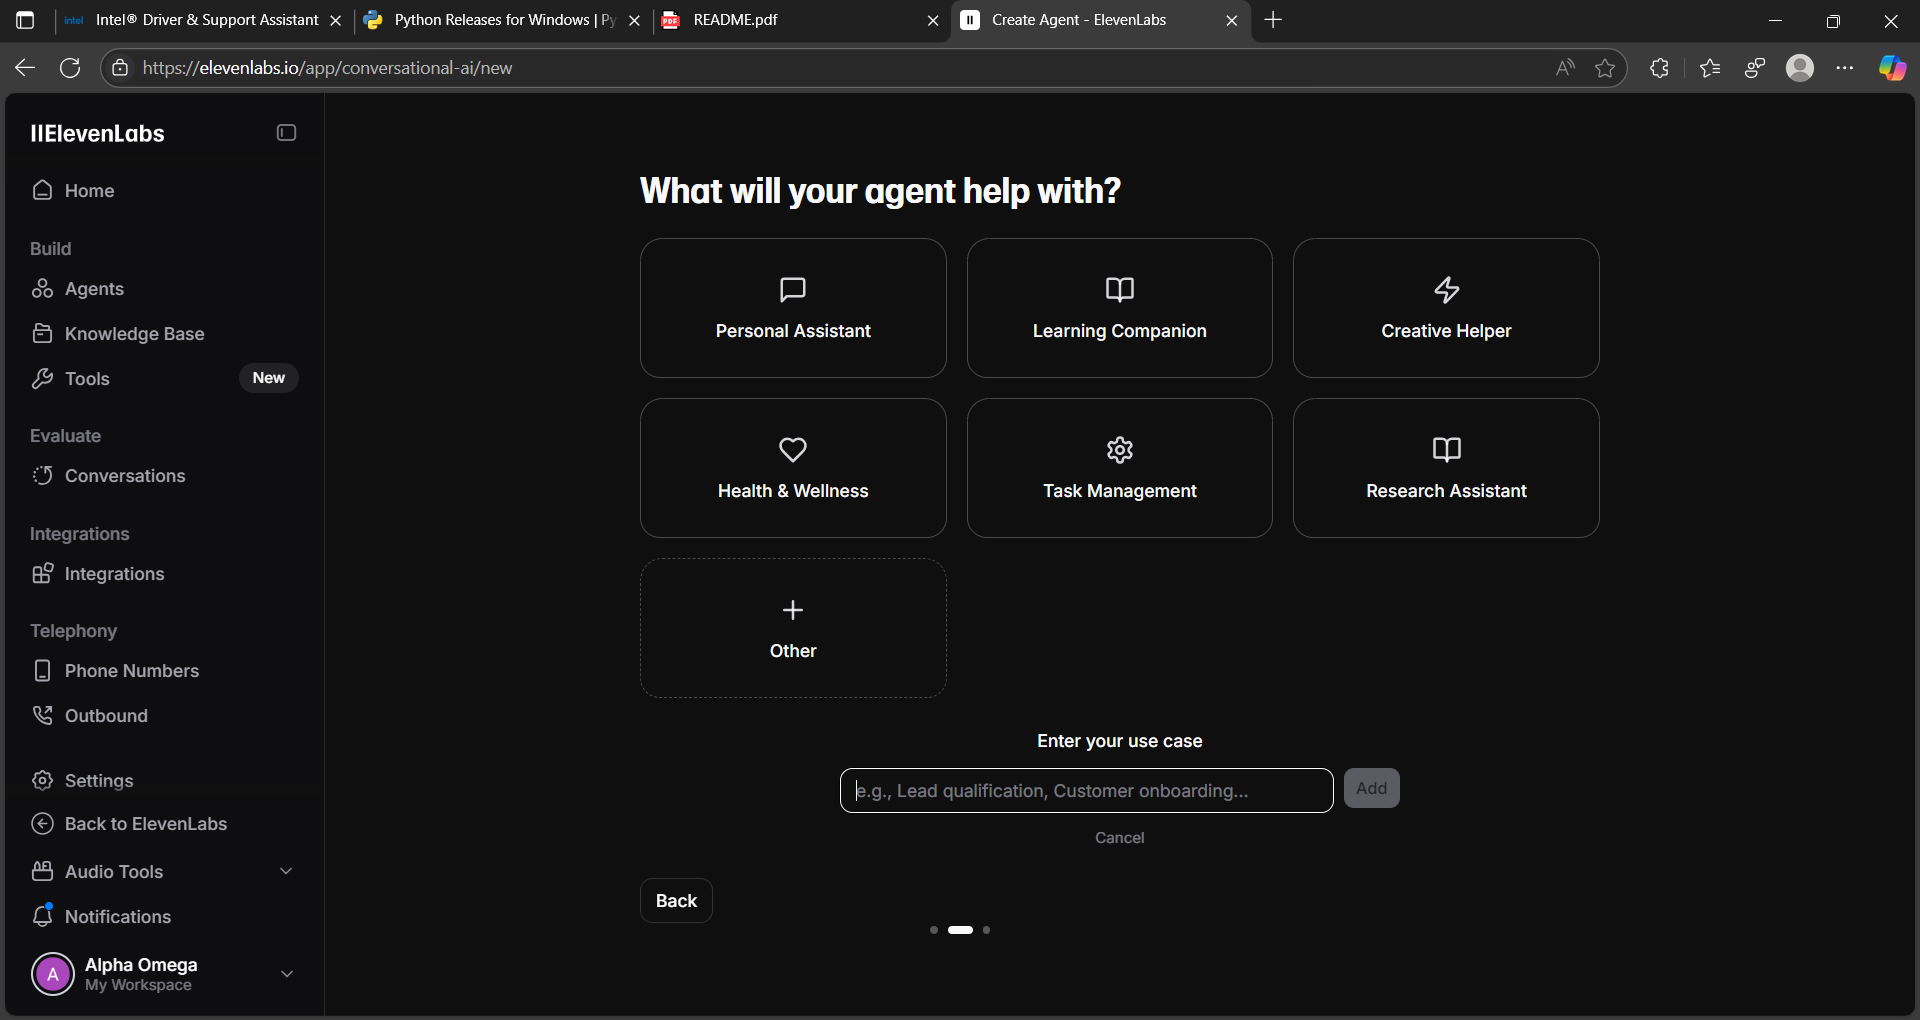 intel Intel® Driver & Support Assistant
Python Releases for Windows | Py
PDF README.pdf
Create Agent - ElevenLabs
https://elevenlabs.io/app/conversational-ai/new
IIElevenLabs
Home
Build
Agents
Knowledge Base
Tools New
Evaluate
Conversations
Integrations
Integrations
Telephony
Phone Numbers
Outbound
Settings
Back to ElevenLabs
Audio Tools
Notifications
A Alpha Omega
My Workspace
What will your agent help with?
Personal Assistant
Learning Companion
Creative Helper
Health & Wellness
Task Management
Research Assistant
Other
Enter your use case
e.g., Lead qualification, Customer onboarding...
Add
Cancel
Back